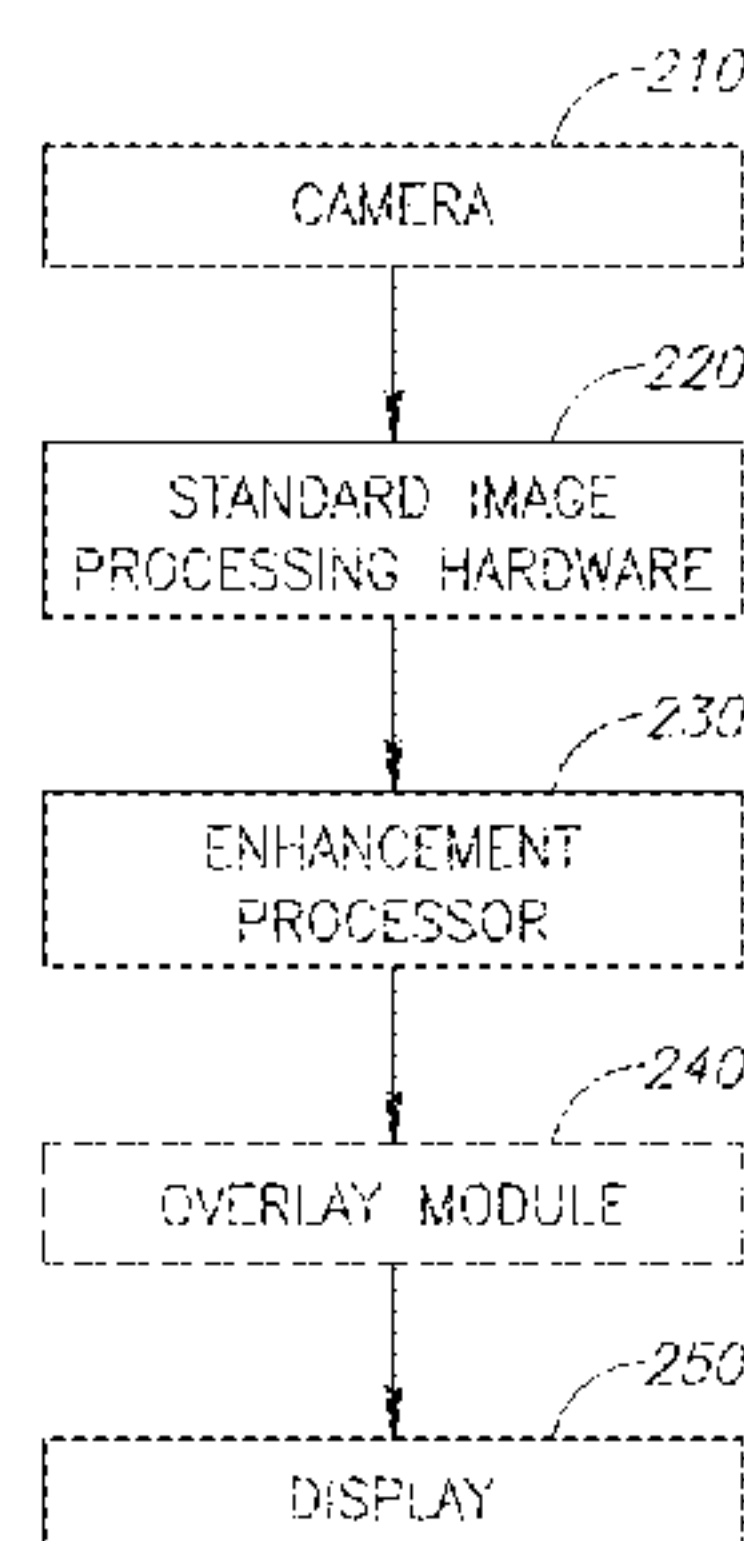 210
CAMERA
220
STANDARD IMAGE
PROCESSING HARDWARE
230
ENHANCEMENT
PROCESSOR
240
OVERLAY MODULE
250
DISPLAY